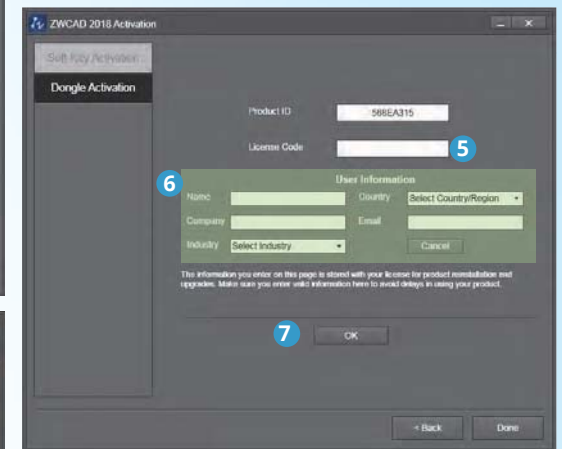 ZWCAD 2018 Activation
Soft Key Activation
Dongle Activation
Product ID 568EA315
License Code 5
6 User Information
Name Country Select Country/Region
Company Email
Industry Select Industry Cancel
The information you enter on this page is stored with your license for product reinstallation and
upgrades. Make sure you enter valid information here to avoid delays in using your product.
7 OK
< Back Done